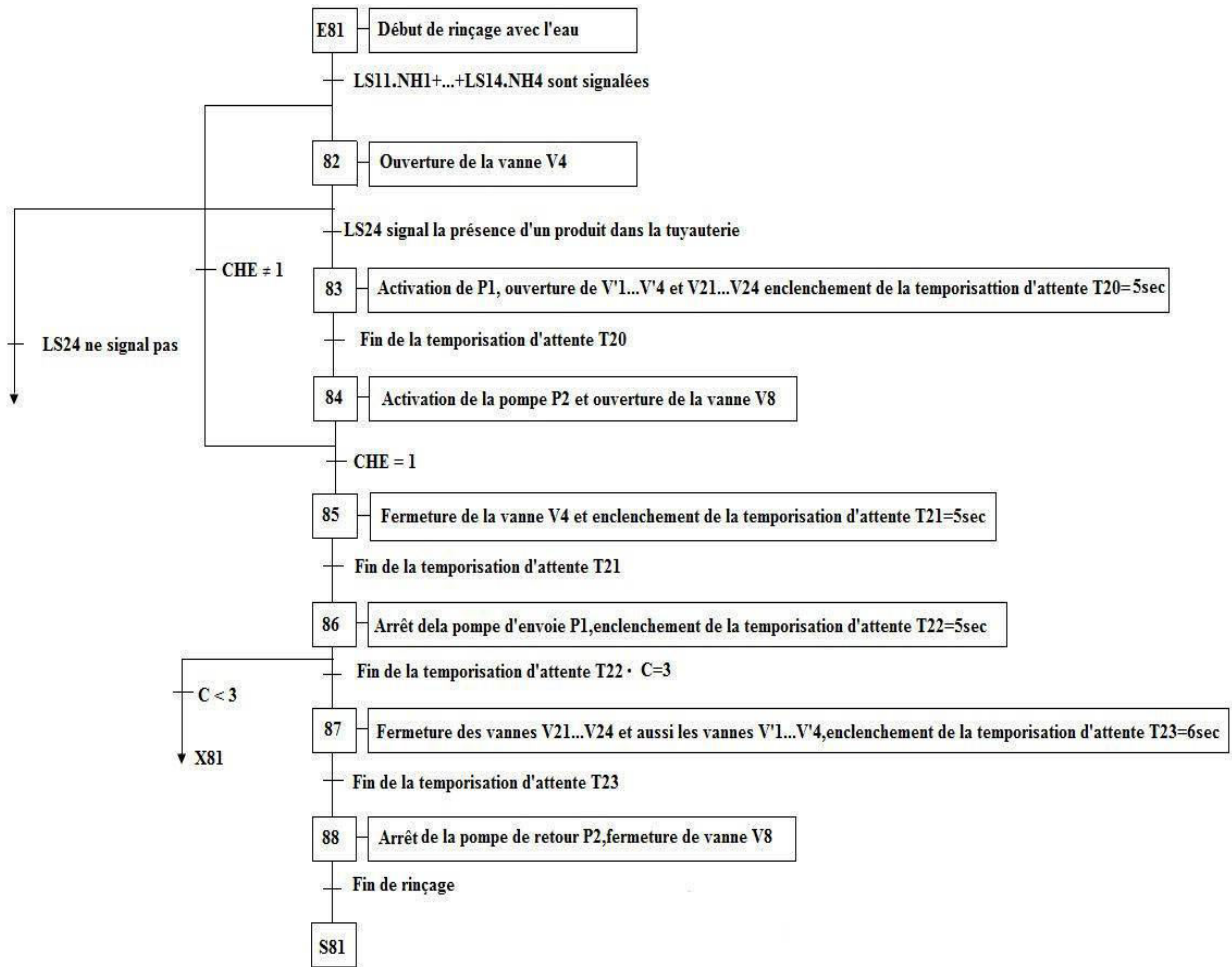 E81 Début de rinçage avec l'eau
LS11.NH1+...+LS14.NH4 sont signalées
82 Ouverture de la vanne V4
LS24 signal la présence d'un produit dans la tuyauterie
CHE ≠ 1
83 Activation de P1, ouverture de V'1...V'4 et V21...V24 enclenchement de la temporisattion d'attente T20=5sec
LS24 ne signal pas
Fin de la temporisation d'attente T20
84 Activation de la pompe P2 et ouverture de la vanne V8
CHE = 1
85 Fermeture de la vanne V4 et enclenchement de la temporisation d'attente T21=5sec
Fin de la temporisation d'attente T21
86 Arrêt dela pompe d'envoie P1,enclenchement de la temporisation d'attente T22=5sec
Fin de la temporisation d'attente T22 · C=3
C < 3
87 Fermeture des vannes V21...V24 et aussi les vannes V'1...V'4,enclenchement de la temporisation d'attente T23=6sec
X81
Fin de la temporisation d'attente T23
88 Arrêt de la pompe de retour P2,fermeture de vanne V8
Fin de rinçage
S81